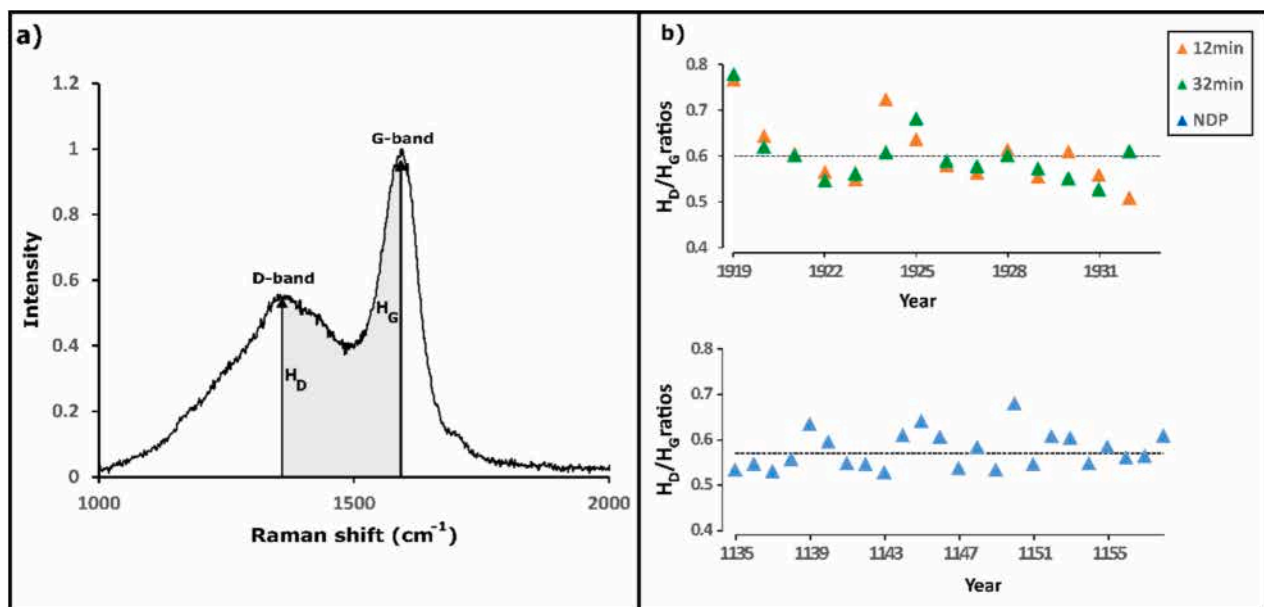 a)
1.2
1
0.8
0.6
0.4
0.2
0
Intensity
D-band
G-band
H_D
H_G
1000
1500
2000
Raman shift (cm⁻¹)
b)
12min
32min
NDP
0.8
0.7
0.6
0.5
0.4
H_D/H_G ratios
1919
1922
1925
1928
1931
Year
0.8
0.7
0.6
0.5
0.4
H_D/H_G ratios
1135
1139
1143
1147
1151
1155
Year